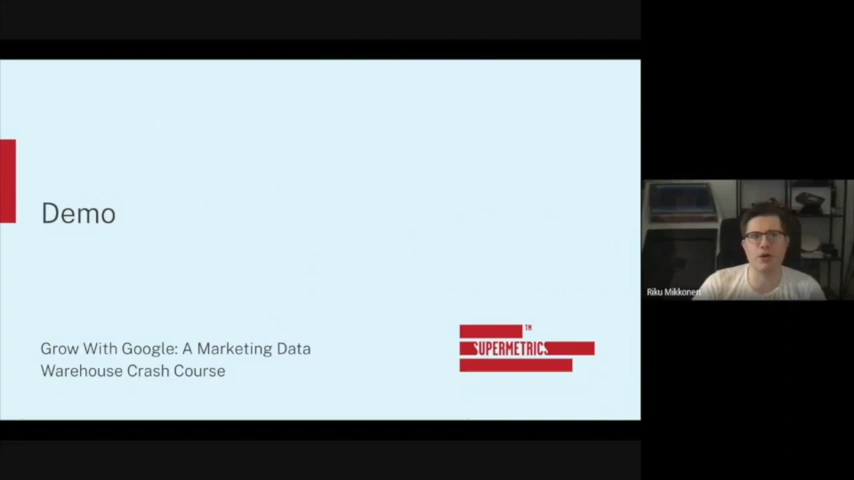 Demo
Grow With Google: A Marketing Data
Warehouse Crash Course
TM
SUPERMETRICS
Riku Mikkonen